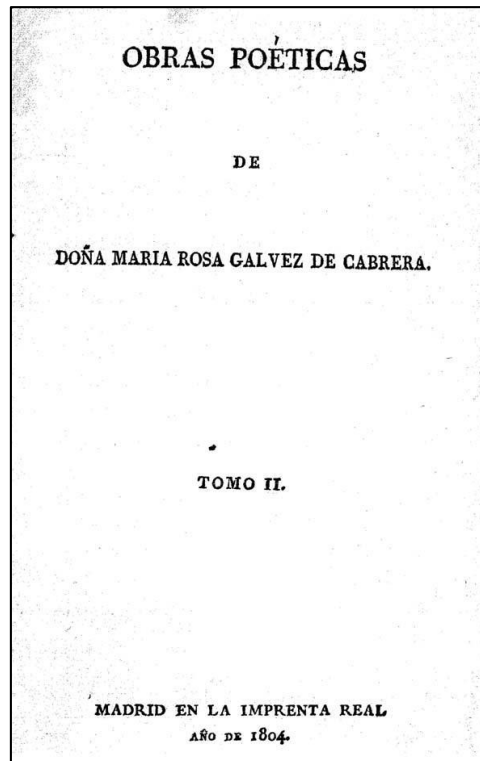 OBRAS POÉTICAS
DE
DOÑA MARIA ROSA GALVEZ DE CABRERA.
TOMO II.
MADRID EN LA IMPRENTA REAL
AÑO DE 1804.